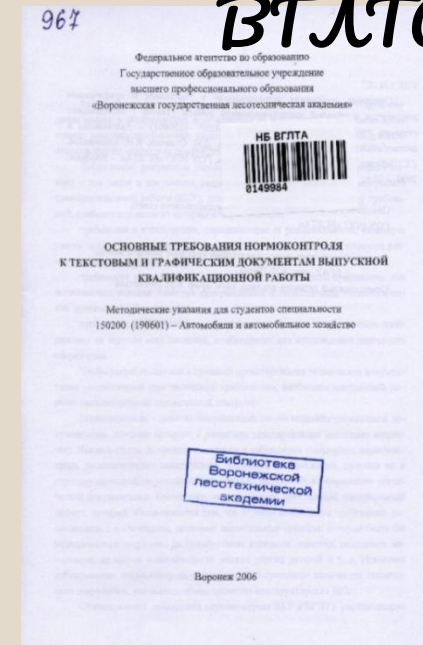 967
ВГЛТ
Федеральное агентство по образованию
Государственное образовательное учреждение
высшего профессионального образования
«Воронежская государственная лесотехническая академия»
НБ ВГЛТА
0149984
ОСНОВНЫЕ ТРЕБОВАНИЯ НОРМОКОНТРОЛЯ
К ТЕКСТОВЫМ И ГРАФИЧЕСКИМ ДОКУМЕНТАМ ВЫПУСКНОЙ
КВАЛИФИКАЦИОННОЙ РАБОТЫ
Методические указания для студентов специальности
150200 (190601) – Автомобили и автомобильное хозяйство
Библиотека
Воронежской
лесотехнической
академии
Воронеж 2006